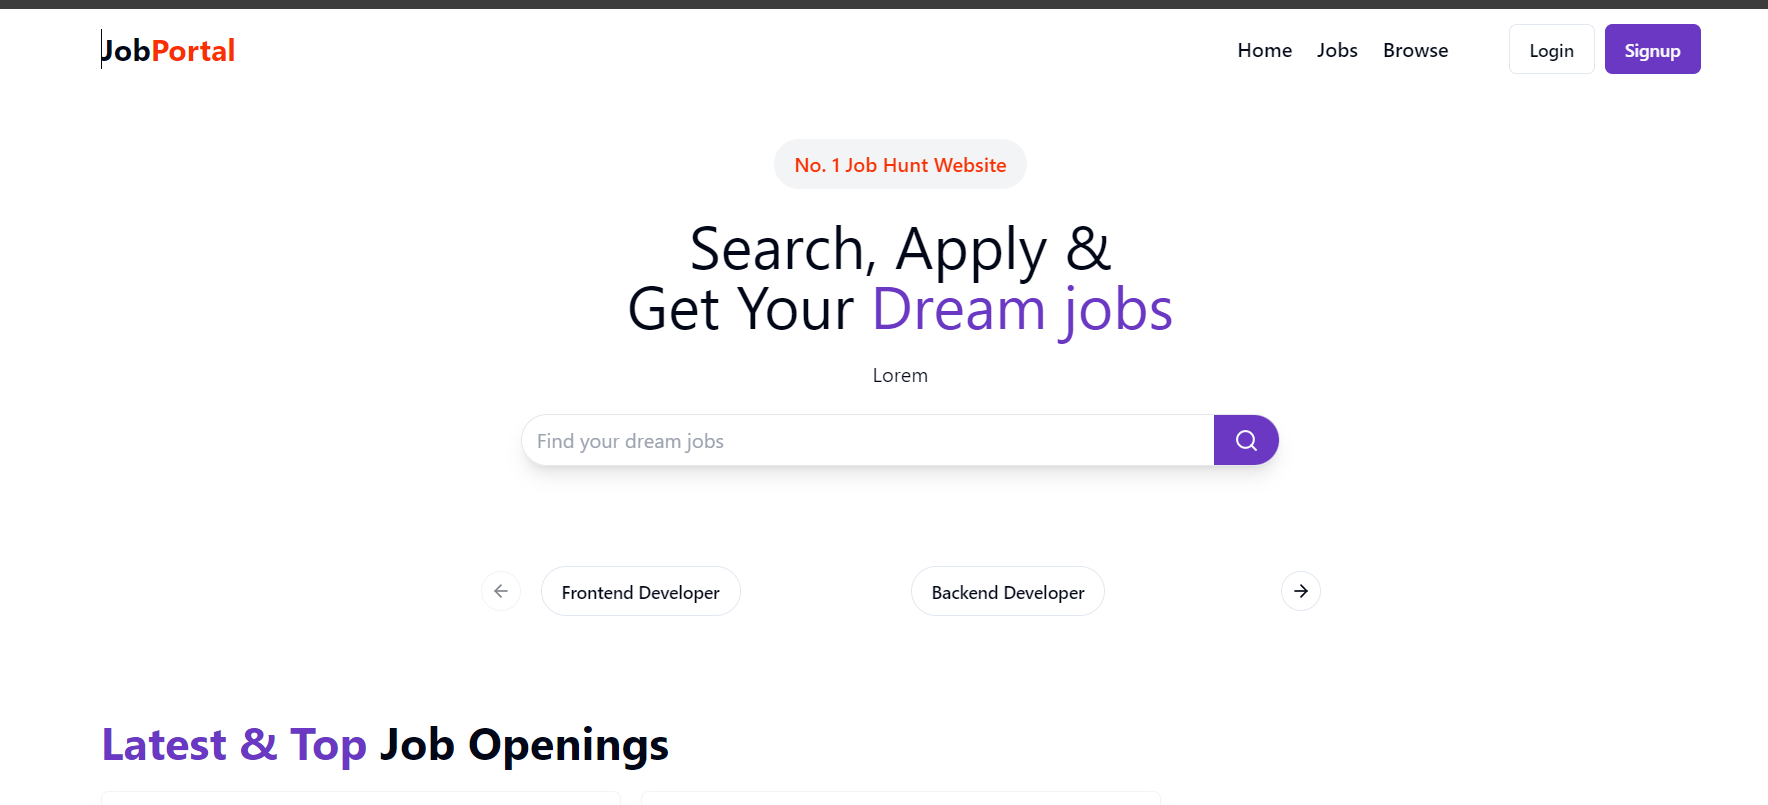 JobPortal
Home Jobs Browse Login Signup
No. 1 Job Hunt Website
Search, Apply &
Get Your Dream jobs
Lorem
Find your dream jobs
Frontend Developer Backend Developer
Latest & Top Job Openings